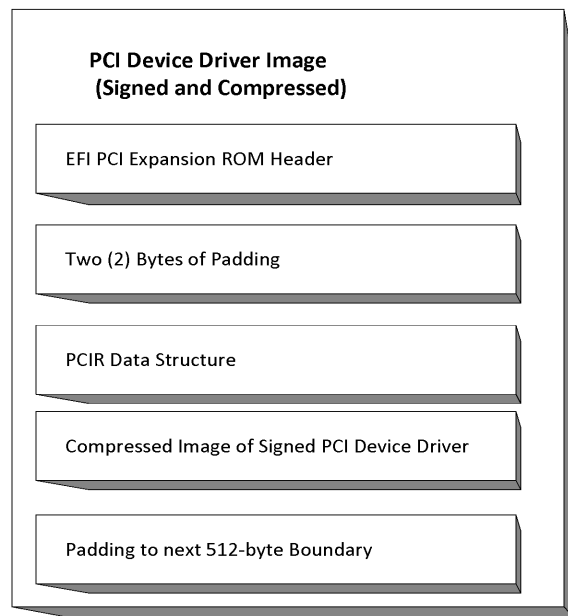 PCI Device Driver Image
(Signed and Compressed)
EFI PCI Expansion ROM Header
Two (2) Bytes of Padding
PCIR Data Structure
Compressed Image of Signed PCI Device Driver
Padding to next 512-byte Boundary